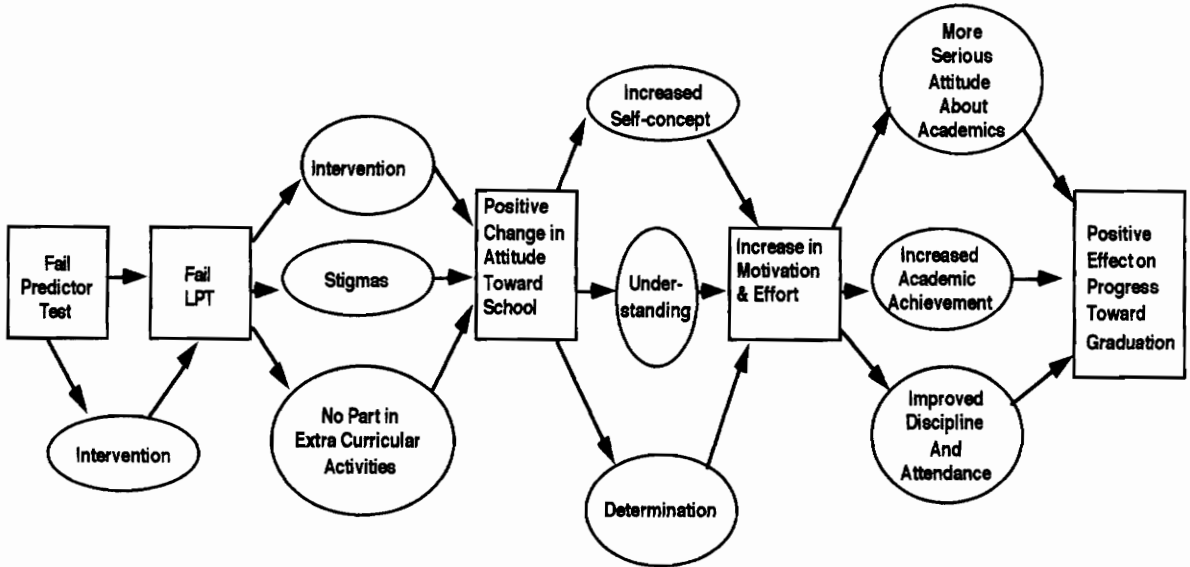 Fail
Predictor
Test
Intervention
Fail
LPT
Intervention
Stigmas
No Part in
Extra Curricular
Activities
Positive
Change in
Attitude
Toward
School
Increased
Self-concept
Under-
standing
Determination
Increase in
Motivation
& Effort
More
Serious
Attitude
About
Academics
Increased
Academic
Achievement
Improved
Discipline
And
Attendance
Positive
Effect on
Progress
Toward
Graduation